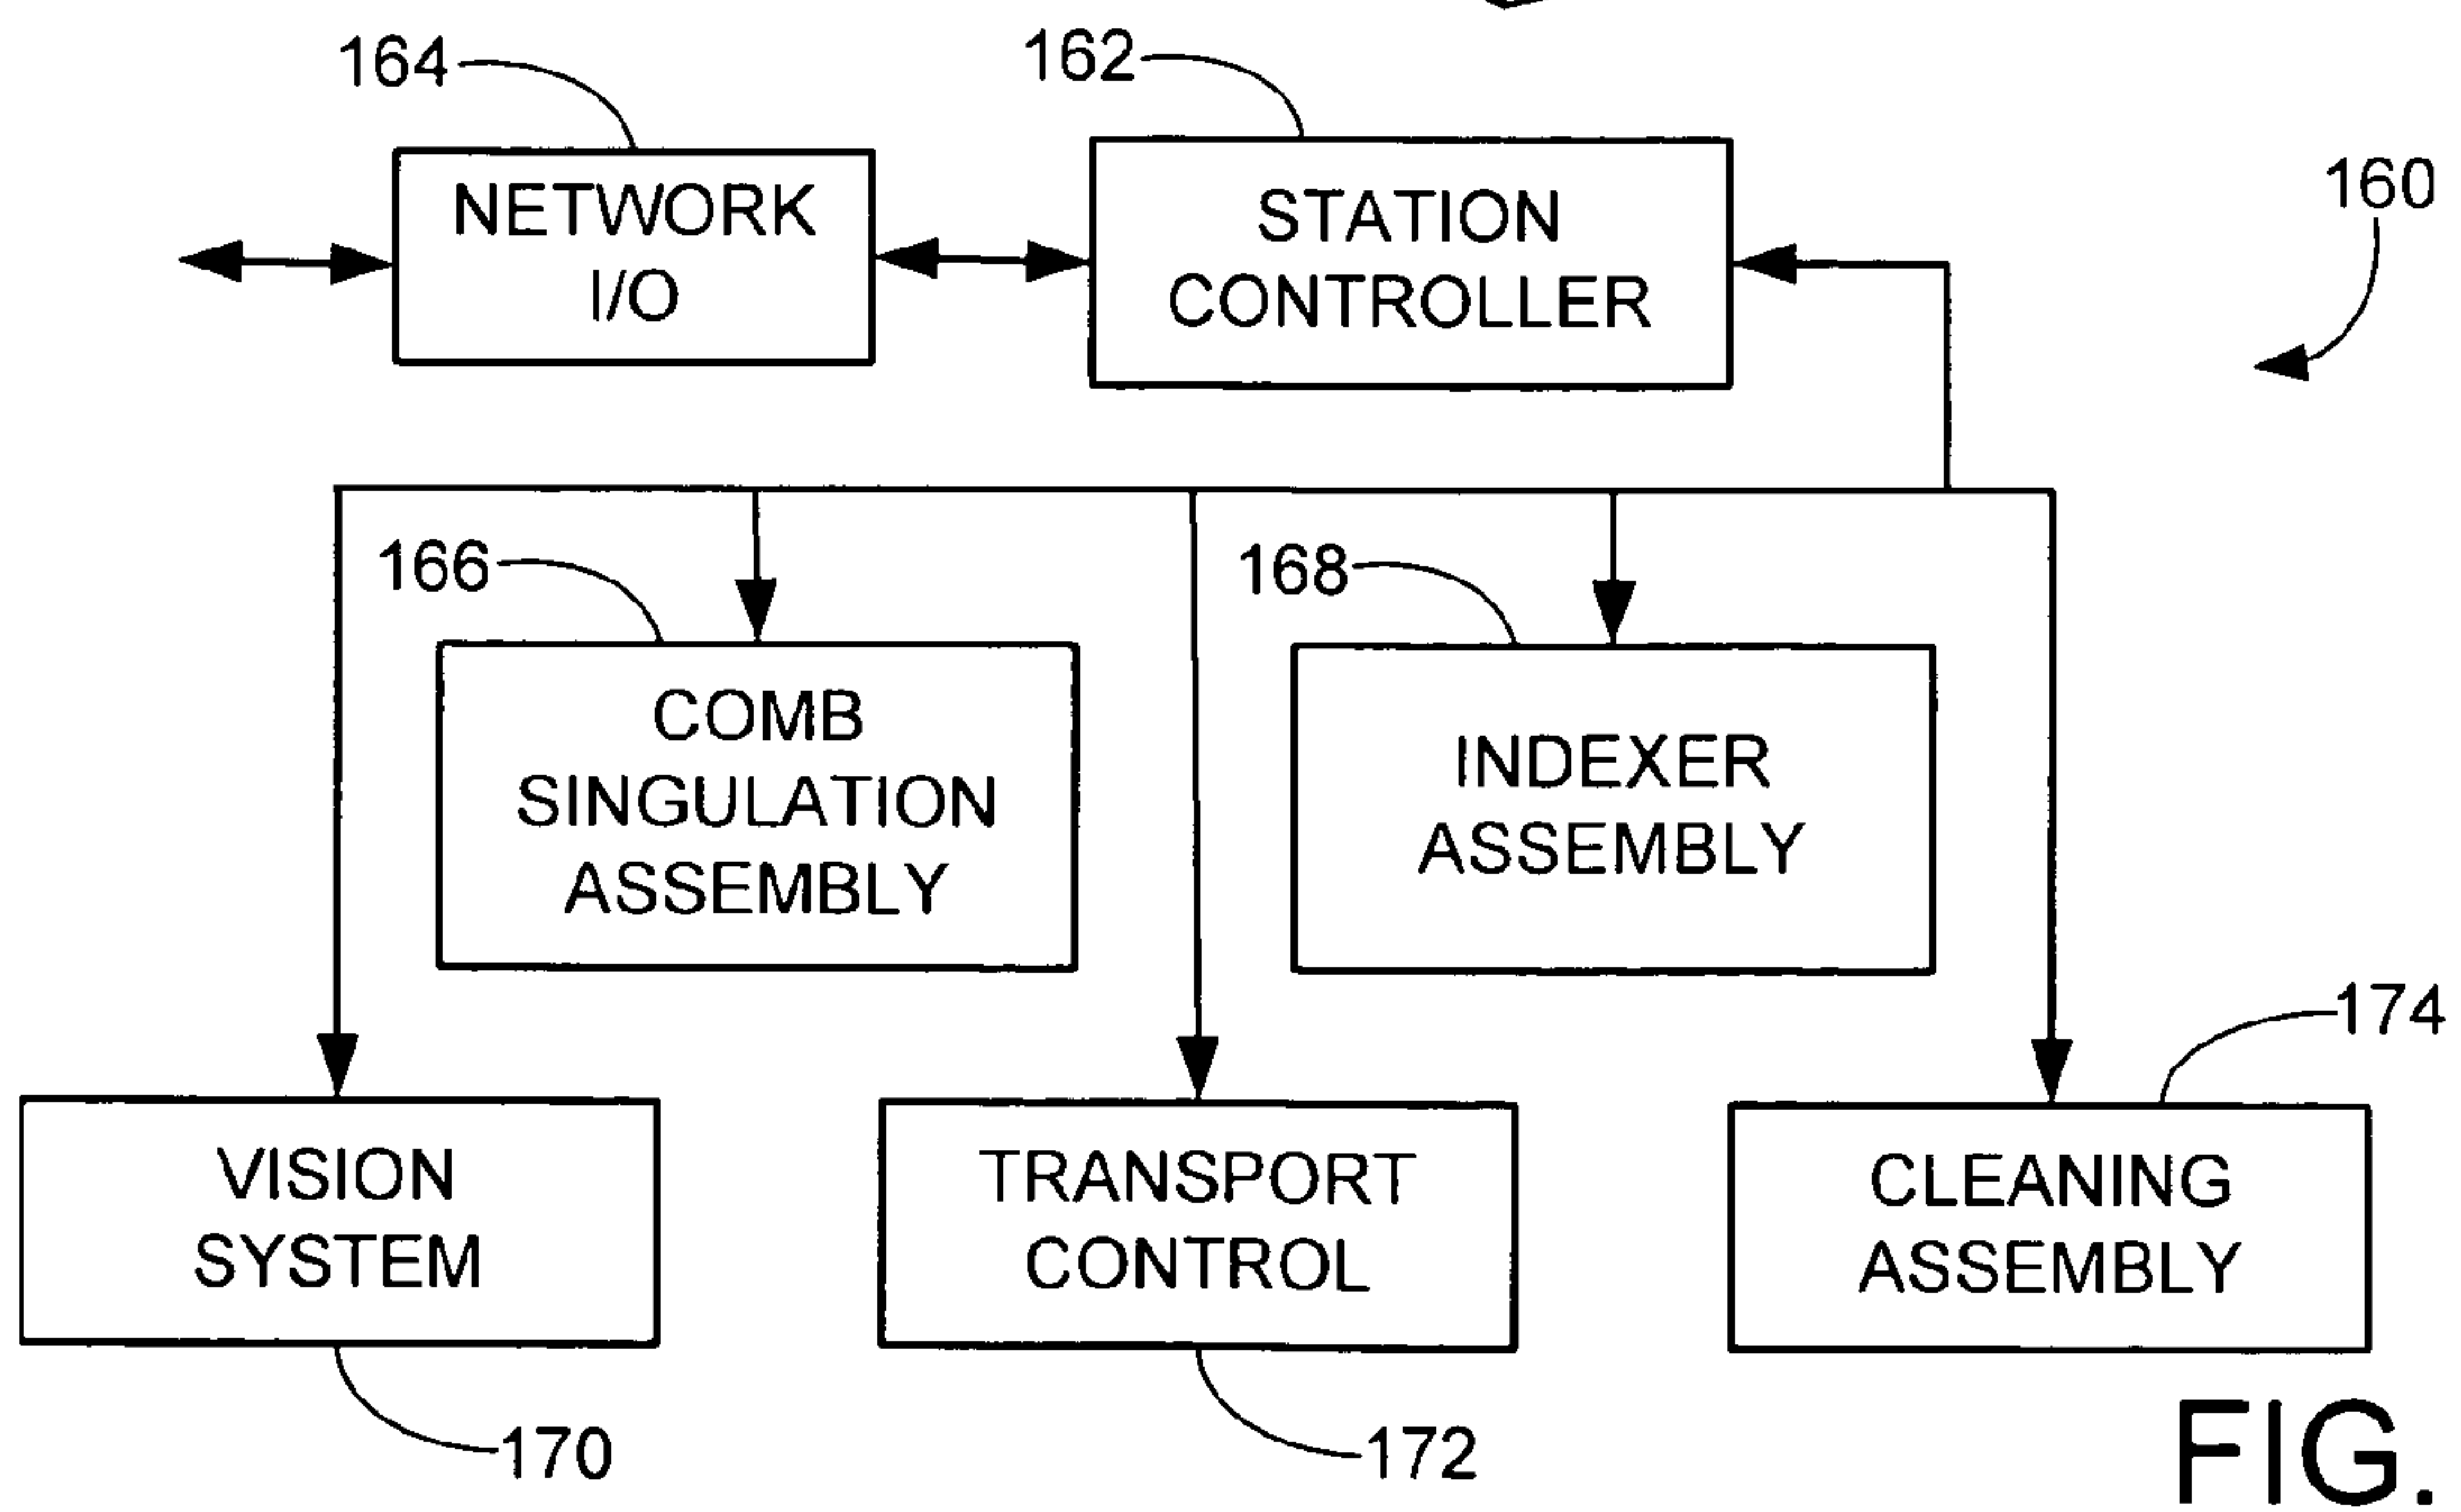 164
162
160
NETWORK
I/O
STATION
CONTROLLER
166
168
COMB
SINGULATION
ASSEMBLY
INDEXER
ASSEMBLY
174
VISION
SYSTEM
TRANSPORT
CONTROL
CLEANING
ASSEMBLY
170
172
FIG.